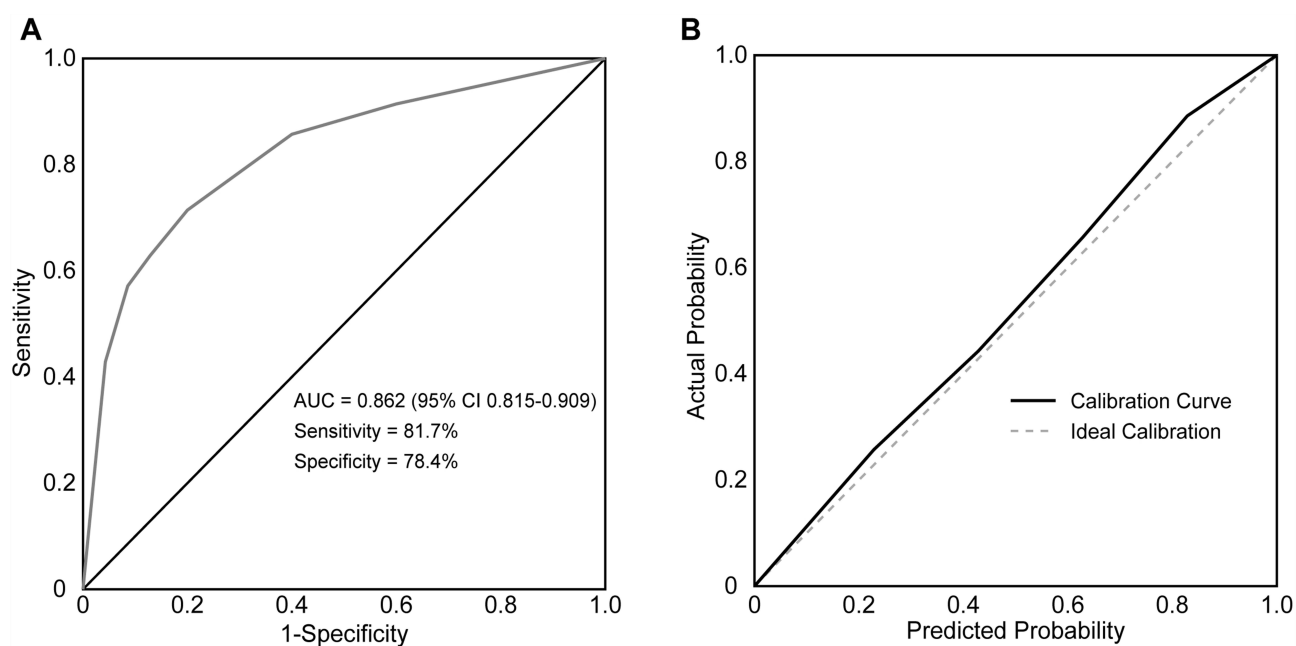 A
1.0
0.8
0.6
0.4
0.2
0
Sensitivity
AUC = 0.862 (95% CI 0.815-0.909)
Sensitivity = 81.7%
Specificity = 78.4%
0 0.2 0.4 0.6 0.8 1.0
1-Specificity
B
1.0
0.8
0.6
0.4
0.2
0
Actual Probability
Calibration Curve
Ideal Calibration
0 0.2 0.4 0.6 0.8 1.0
Predicted Probability